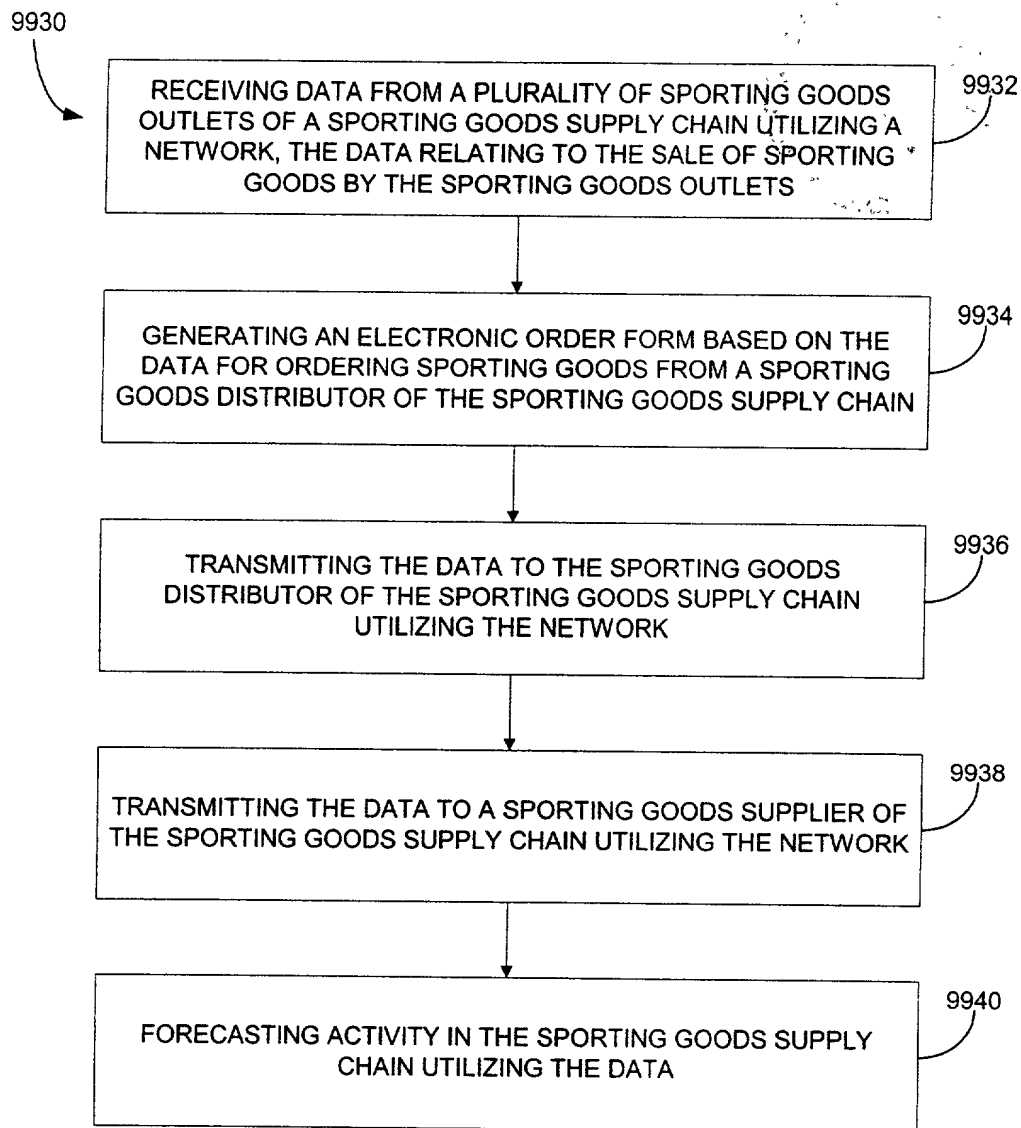 9930
RECEIVING DATA FROM A PLURALITY OF SPORTING GOODS
OUTLETS OF A SPORTING GOODS SUPPLY CHAIN UTILIZING A
NETWORK, THE DATA RELATING TO THE SALE OF SPORTING
GOODS BY THE SPORTING GOODS OUTLETS
9932
GENERATING AN ELECTRONIC ORDER FORM BASED ON THE
DATA FOR ORDERING SPORTING GOODS FROM A SPORTING
GOODS DISTRIBUTOR OF THE SPORTING GOODS SUPPLY CHAIN
9934
TRANSMITTING THE DATA TO THE SPORTING GOODS
DISTRIBUTOR OF THE SPORTING GOODS SUPPLY CHAIN
UTILIZING THE NETWORK
9936
TRANSMITTING THE DATA TO A SPORTING GOODS SUPPLIER OF
THE SPORTING GOODS SUPPLY CHAIN UTILIZING THE NETWORK
9938
FORECASTING ACTIVITY IN THE SPORTING GOODS SUPPLY
CHAIN UTILIZING THE DATA
9940